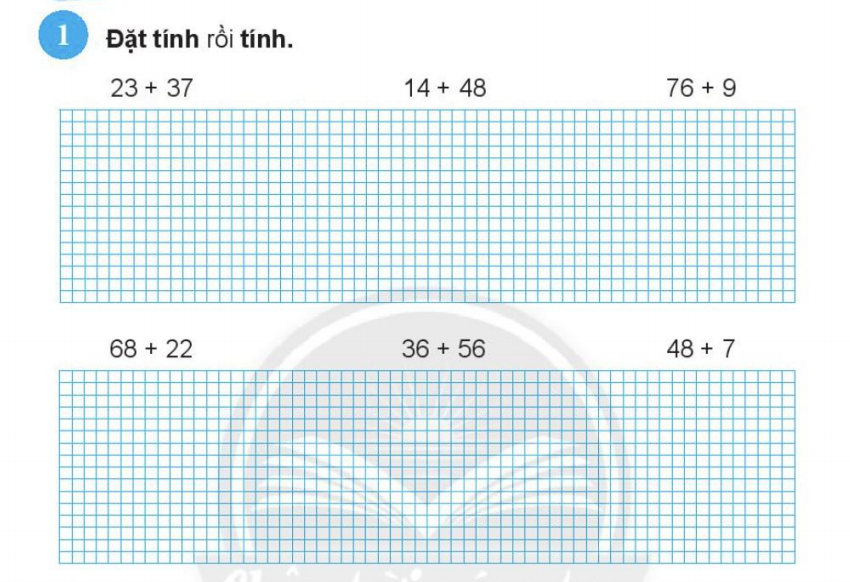 1 Đặt tính rồi tính.
23 + 37 14 + 48 76 + 9
68 + 22 36 + 56 48 + 7